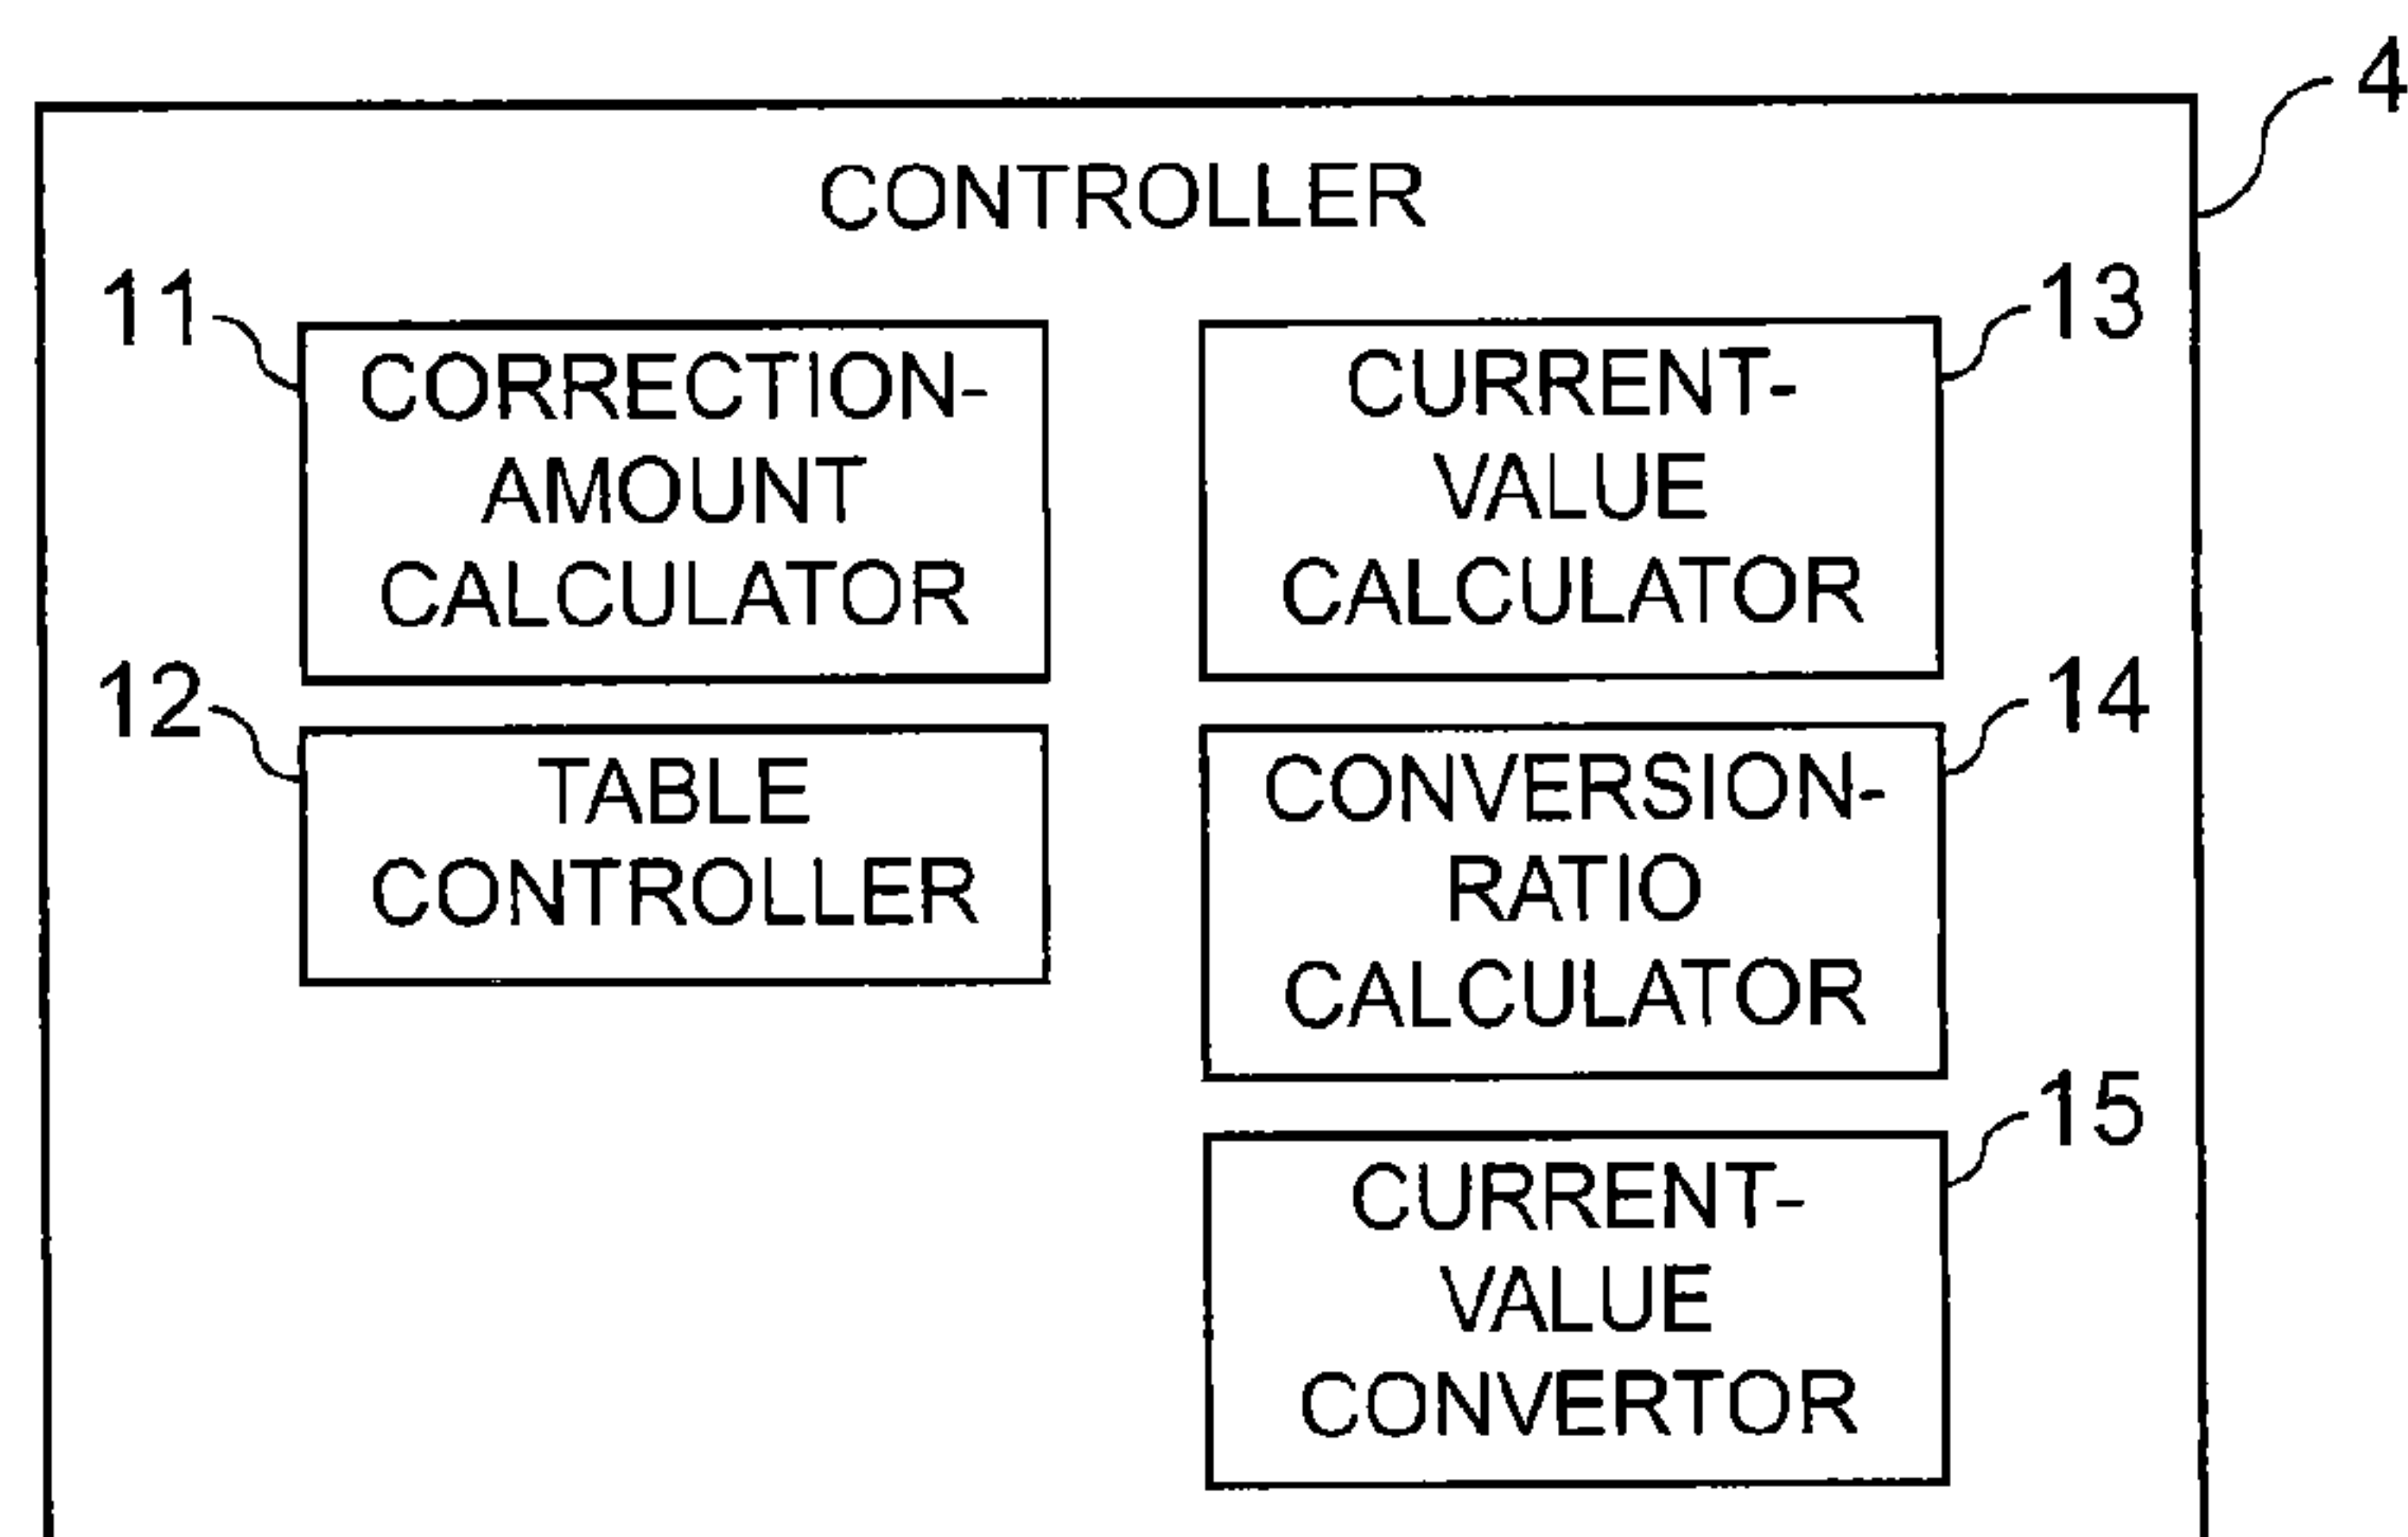 4
CONTROLLER
11
CORRECTION-
AMOUNT
CALCULATOR
12
TABLE
CONTROLLER
13
CURRENT-
VALUE
CALCULATOR
14
CONVERSION-
RATIO
CALCULATOR
15
CURRENT-
VALUE
CONVERTOR